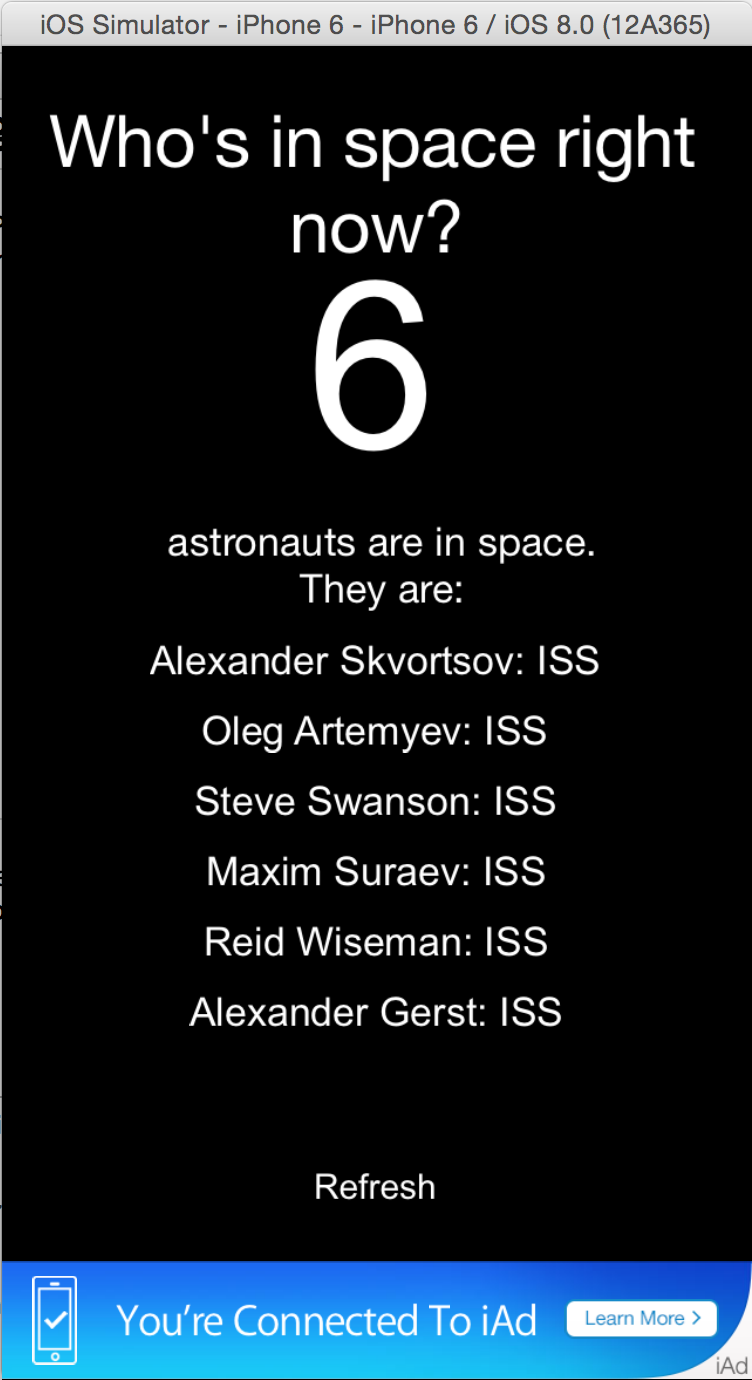 iOS Simulator - iPhone 6 - iPhone 6 / iOS 8.0 (12A365)
Who's in space right
now?
6
astronauts are in space.
They are:
Alexander Skvortsov: ISS
Oleg Artemyev: ISS
Steve Swanson: ISS
Maxim Suraev: ISS
Reid Wiseman: ISS
Alexander Gerst: ISS
Refresh
You're Connected To iAd
Learn More >
iAd